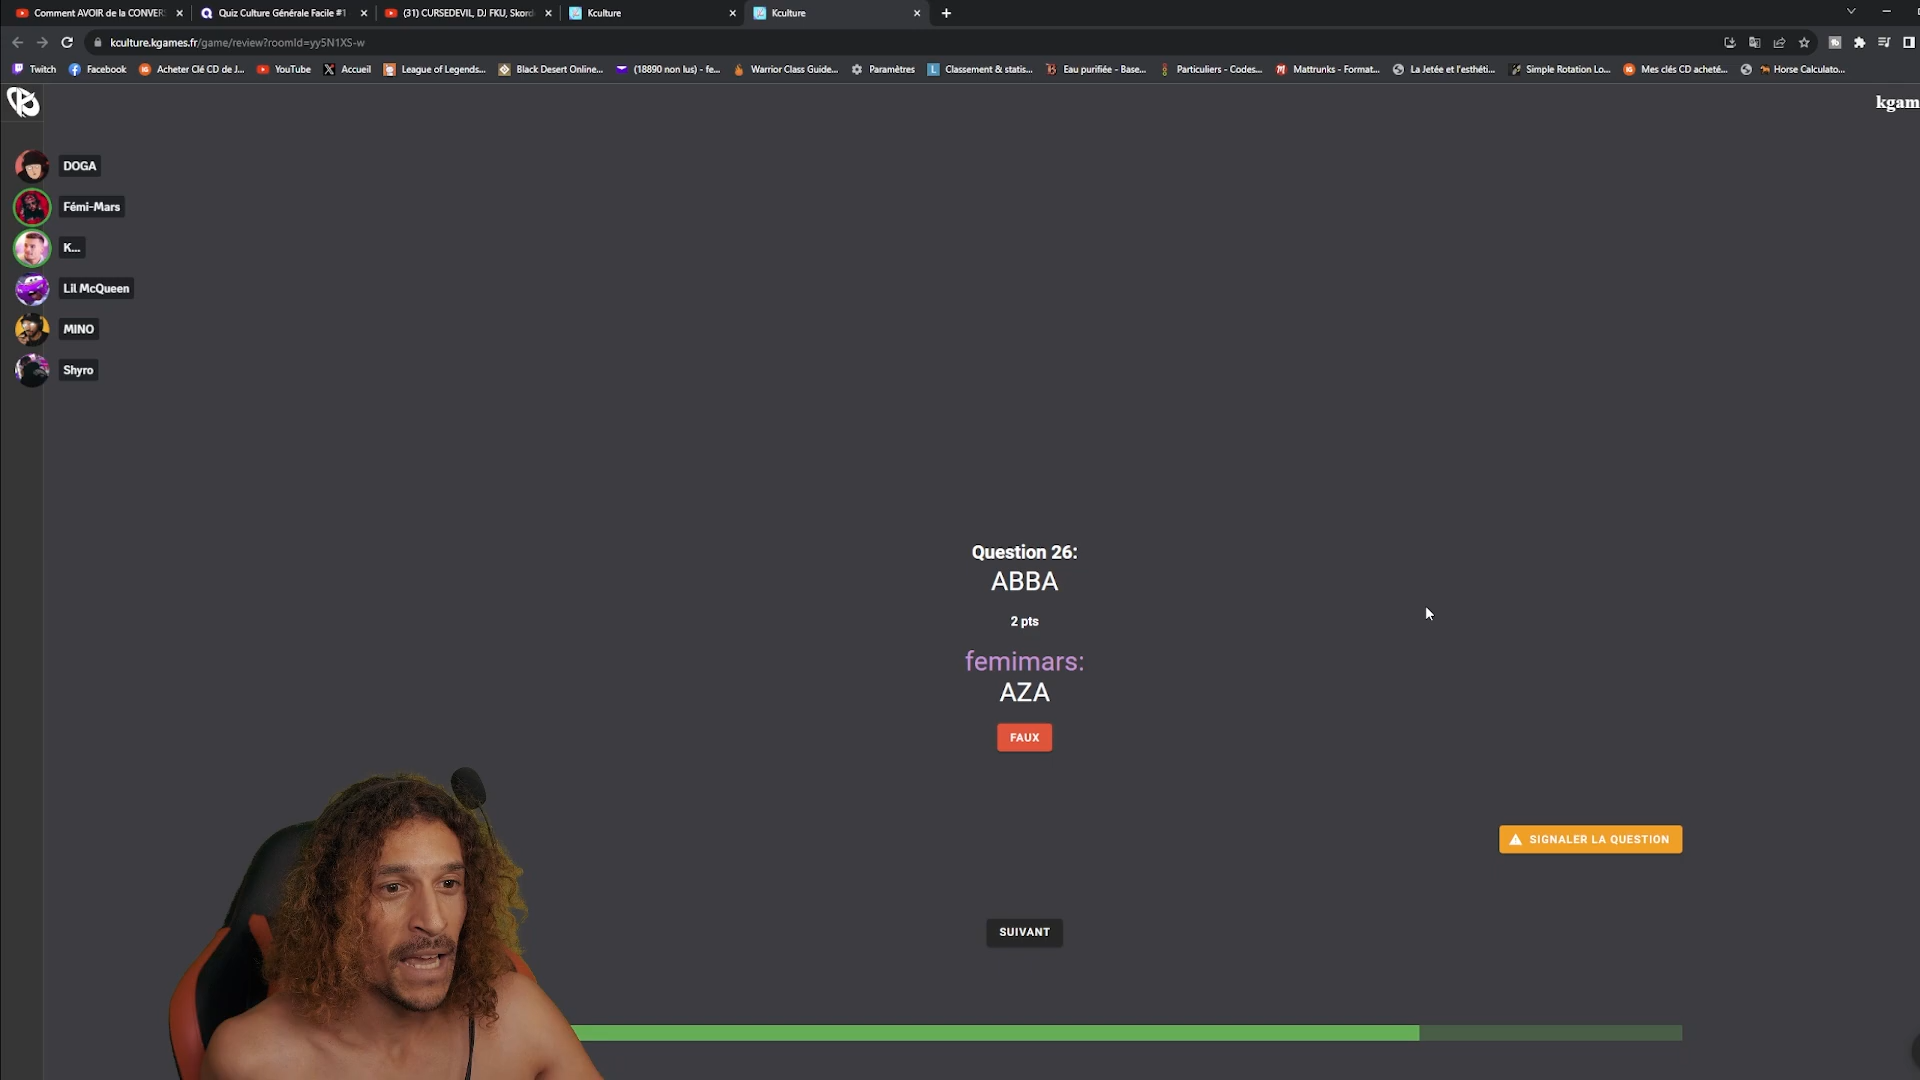 Comment AVOIR de la CONVER
Quiz Culture Générale Facile #1
(31) CURSEDEVIL, DJ FKU, Skord
Kculture
Kculture
kculture.kgames.fr/game/review?roomId=yy5N1XS-w
Twitch
Facebook
Acheter Clé CD de J...
YouTube
Accueil
League of Legends...
Black Desert Online...
(18890 non lus) - fe...
Warrior Class Guide...
Paramètres
Classement & statis...
Eau purifiée - Base...
Particuliers - Codes...
Mattrunks - Format...
La Jetée et l'esthéti...
Simple Rotation Lo...
Mes clés CD acheté...
Horse Calculato...
kgam
DOGA
Fémi-Mars
K...
Lil McQueen
MINO
Shyro
Question 26:
ABBA
2 pts
femimars:
AZA
FAUX
SIGNALER LA QUESTION
SUIVANT